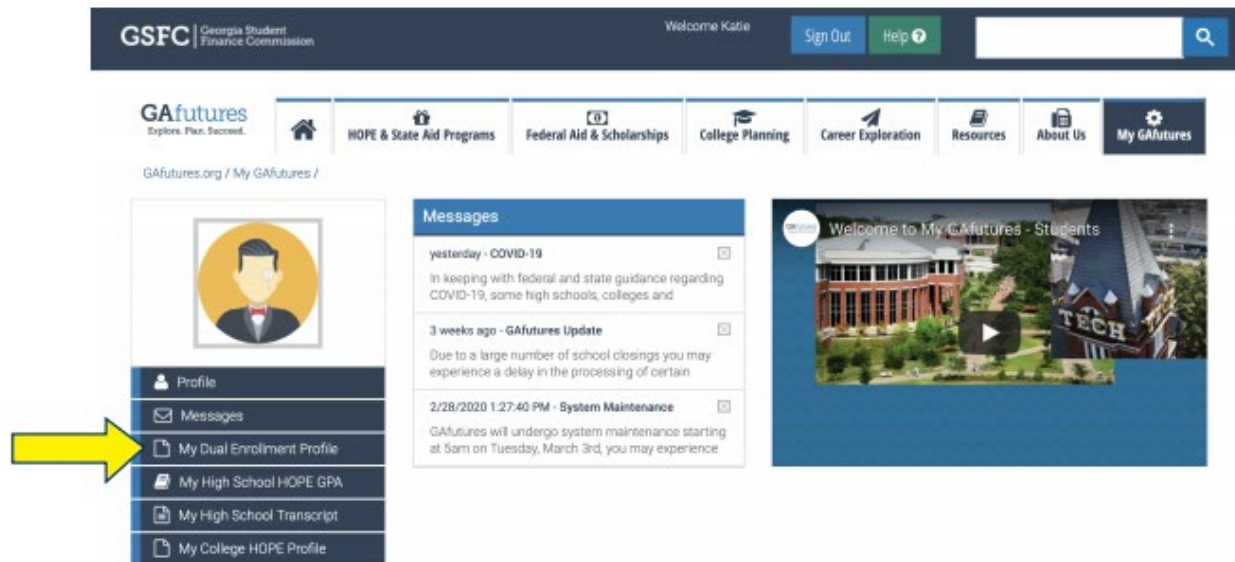 GSFC Georgia Student
Finance Commission
Welcome Katie
Sign Out
Help ?
GAfutures
Explore. Plan. Succeed.
HOPE & State Aid Programs
Federal Aid & Scholarships
College Planning
Career Exploration
Resources
About Us
My GAfutures
GAfutures.org / My GAfutures /
Profile
Messages
My Dual Enrollment Profile
My High School HOPE GPA
My High School Transcript
My College HOPE Profile
Messages
yesterday - COVID-19
In keeping with federal and state guidance regarding
COVID-19, some high schools, colleges and
3 weeks ago - GAfutures Update
Due to a large number of school closings you may
experience a delay in the processing of certain
2/28/2020 1:27:40 PM - System Maintenance
GAfutures will undergo system maintenance starting
at 5am on Tuesday, March 3rd, you may experience
GAfutures
Welcome to My GAfutures - Students
TECH